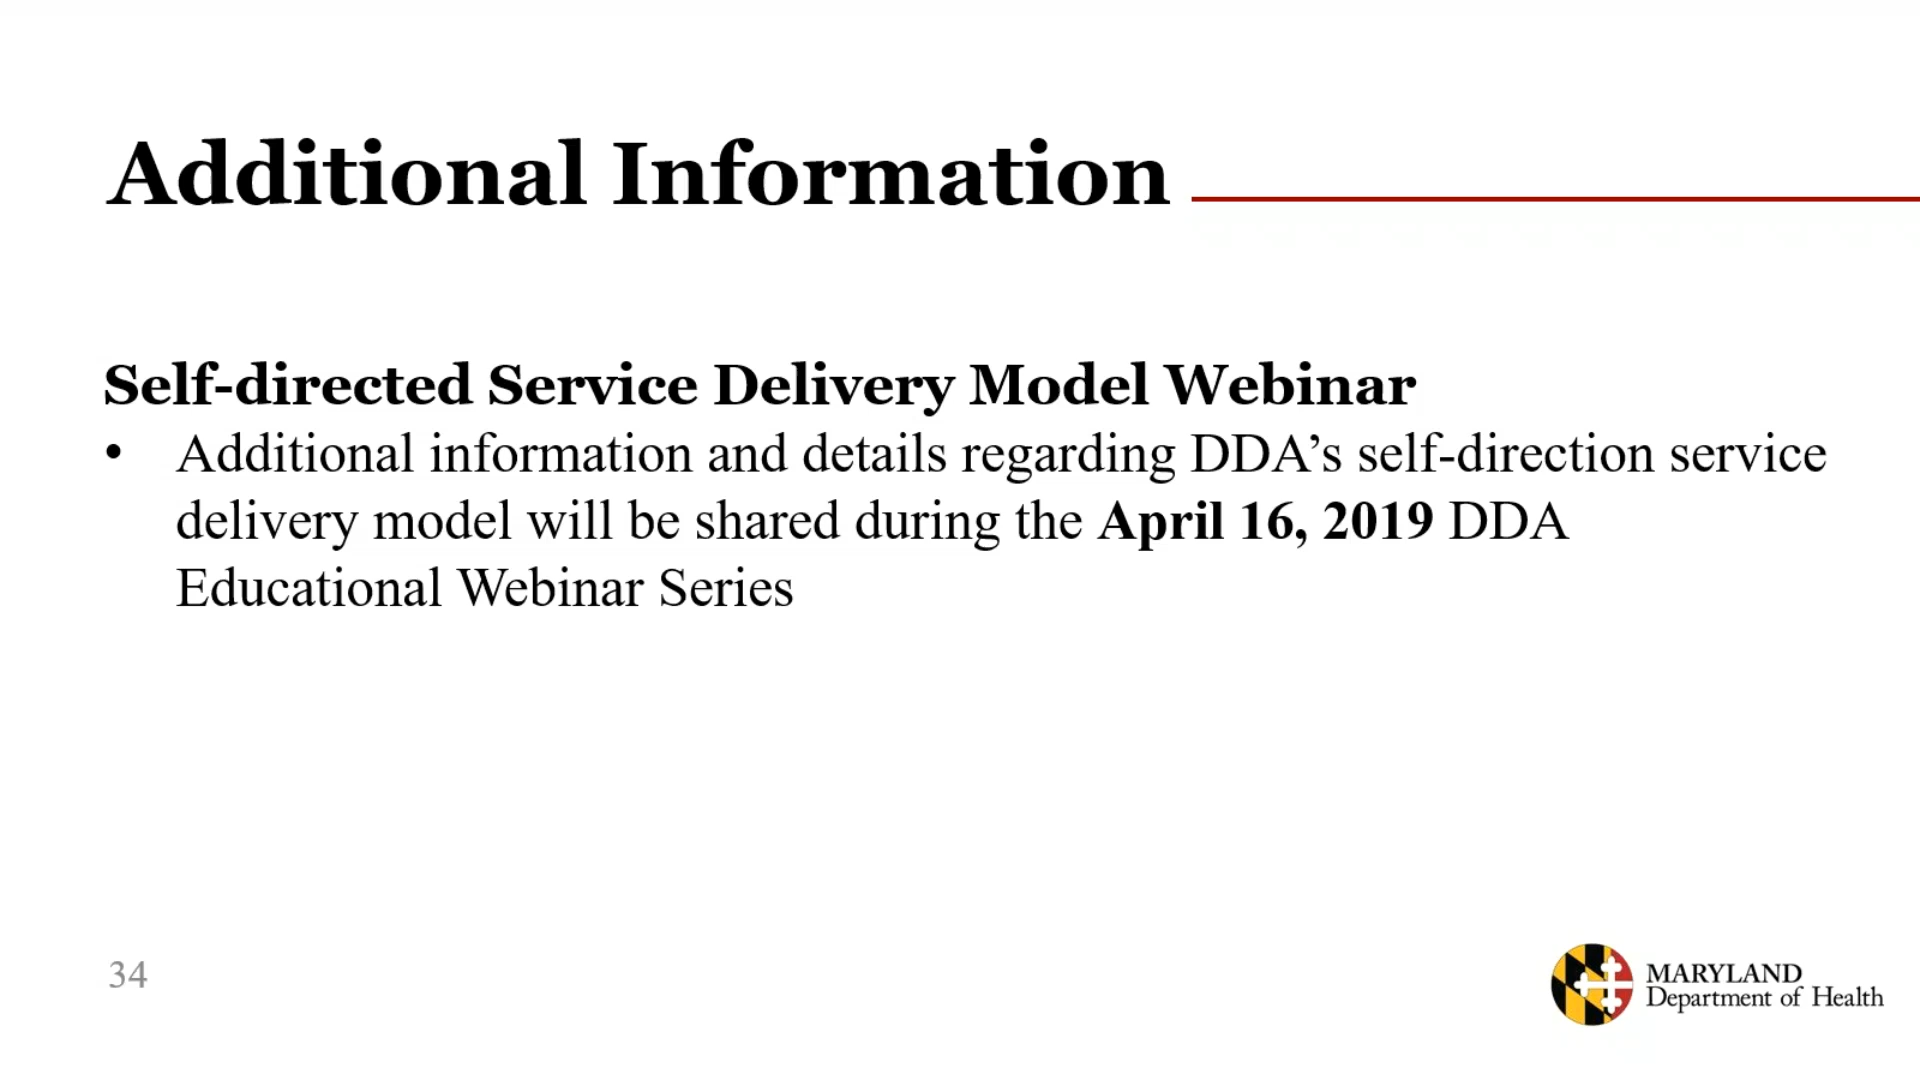 Additional Information
Self-directed Service Delivery Model Webinar
• Additional information and details regarding DDA’s self-direction service
delivery model will be shared during the April 16, 2019 DDA
Educational Webinar Series
34
MARYLAND
Department of Health